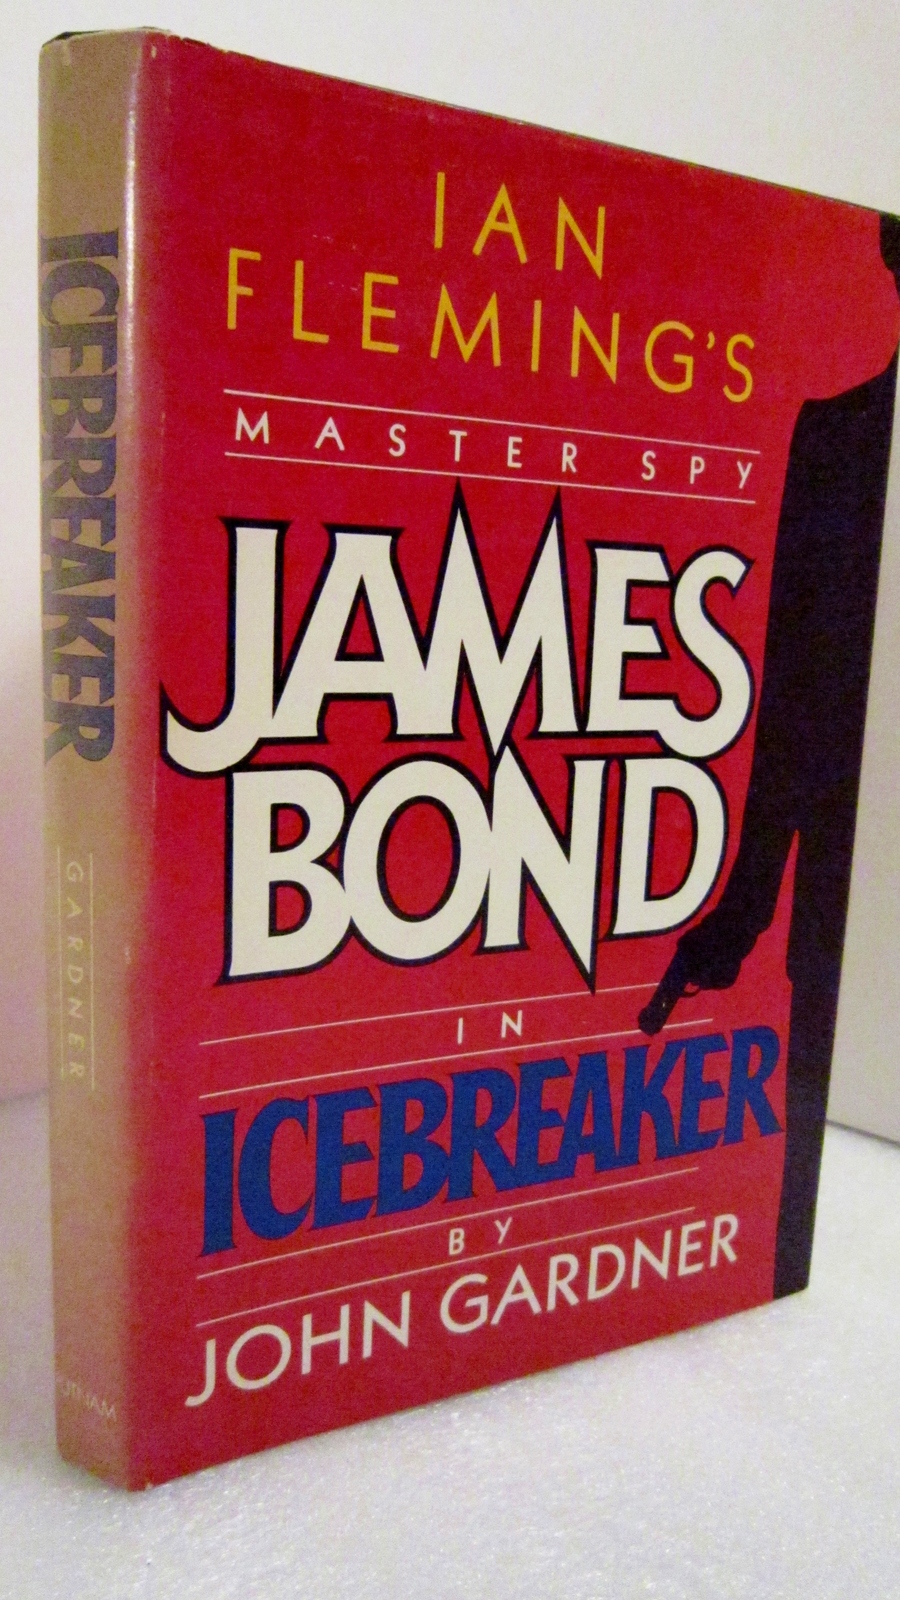 ICEBREAKER
GARDNER
IAN
FLEMING'S
MASTER SPY
JAMES
BOND
IN
ICEBREAKER
BY
JOHN GARDNER